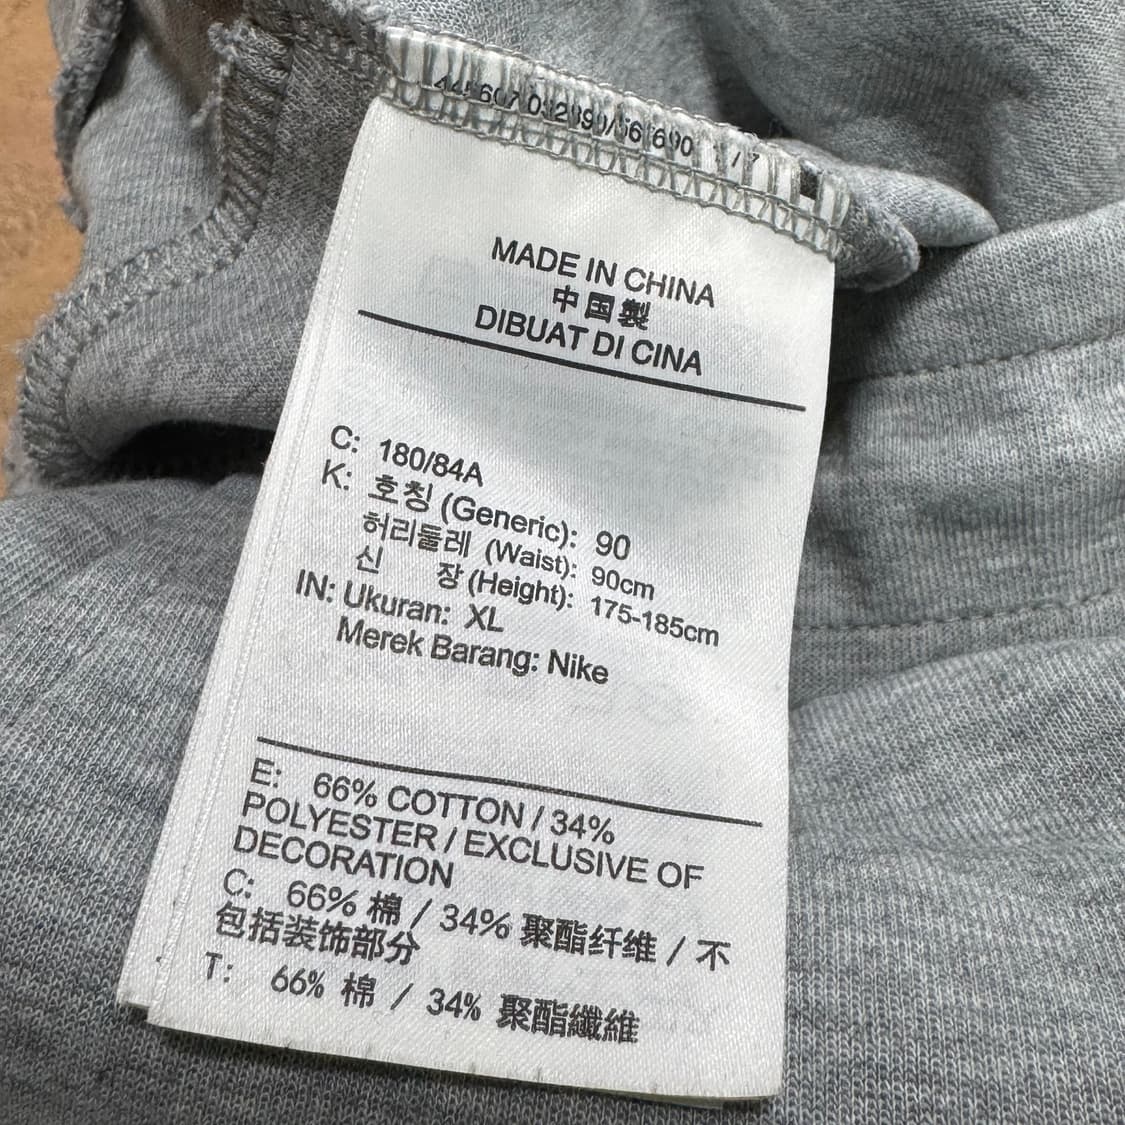 MADE IN CHINA
中国製
DIBUAT DI CINA
C: 180/84A
K: 호칭 (Generic): 90
허리둘레 (Waist): 90cm
신 장 (Height): 175-185cm
IN: Ukuran: XL
Merek Barang: Nike
E: 66% COTTON / 34%
POLYESTER / EXCLUSIVE OF
DECORATION
C: 66% 棉 / 34% 聚酯纤维 / 不
包括装饰部分
T: 66% 棉 / 34% 聚酯纖維